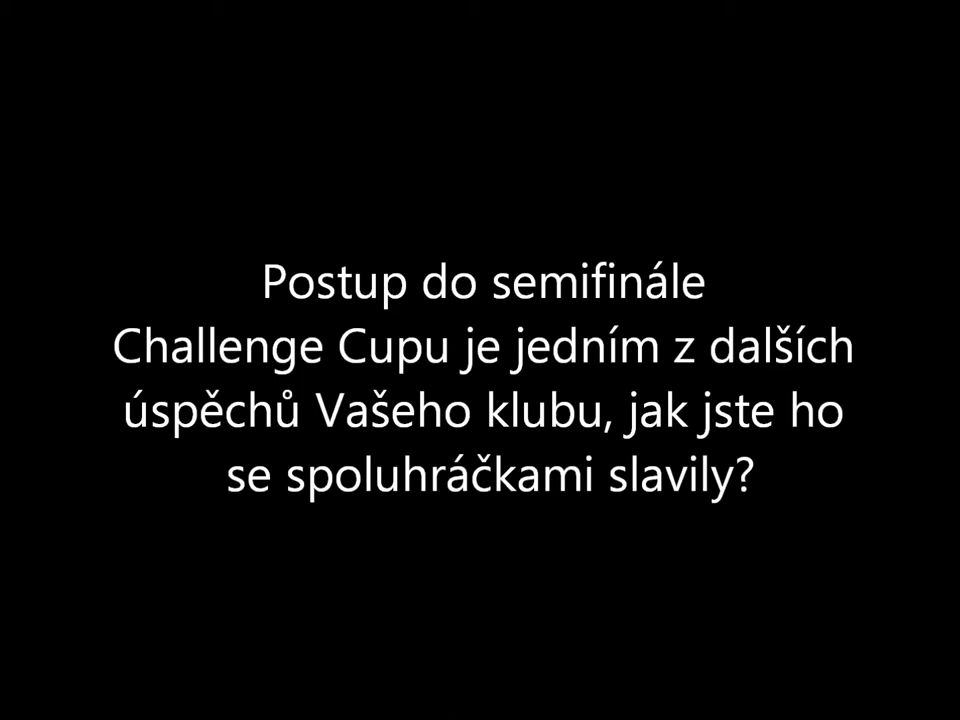 Postup do semifinále
Challenge Cupu je jedním z dalších
úspěchů Vašeho klubu, jak jste ho
se spoluhráčkami slavily?